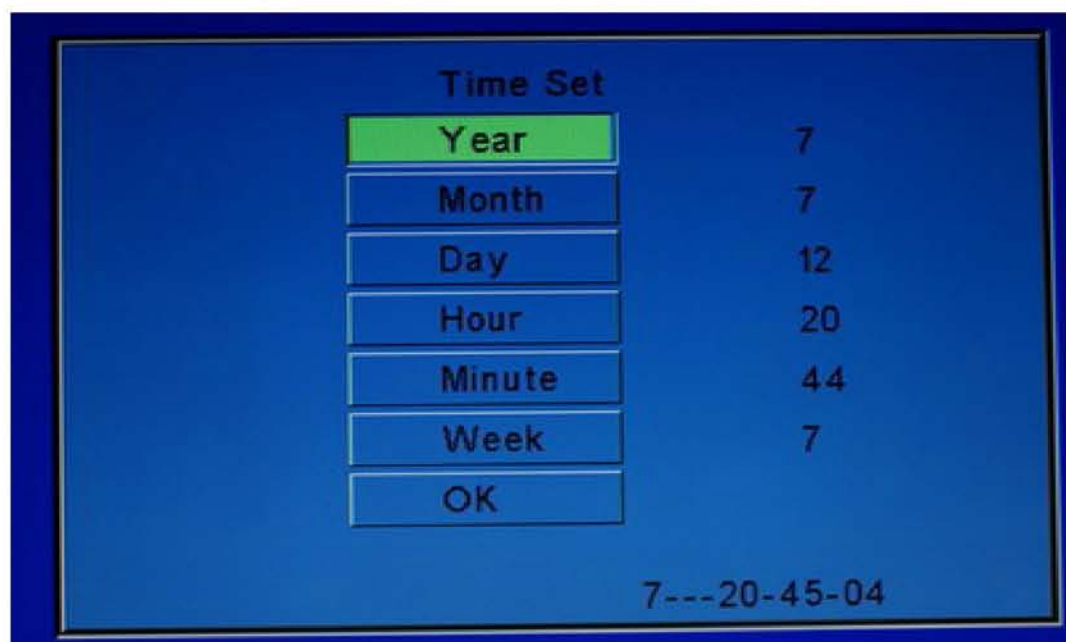 Time Set
Year 7
Month 7
Day 12
Hour 20
Minute 44
Week 7
OK
7---20-45-04